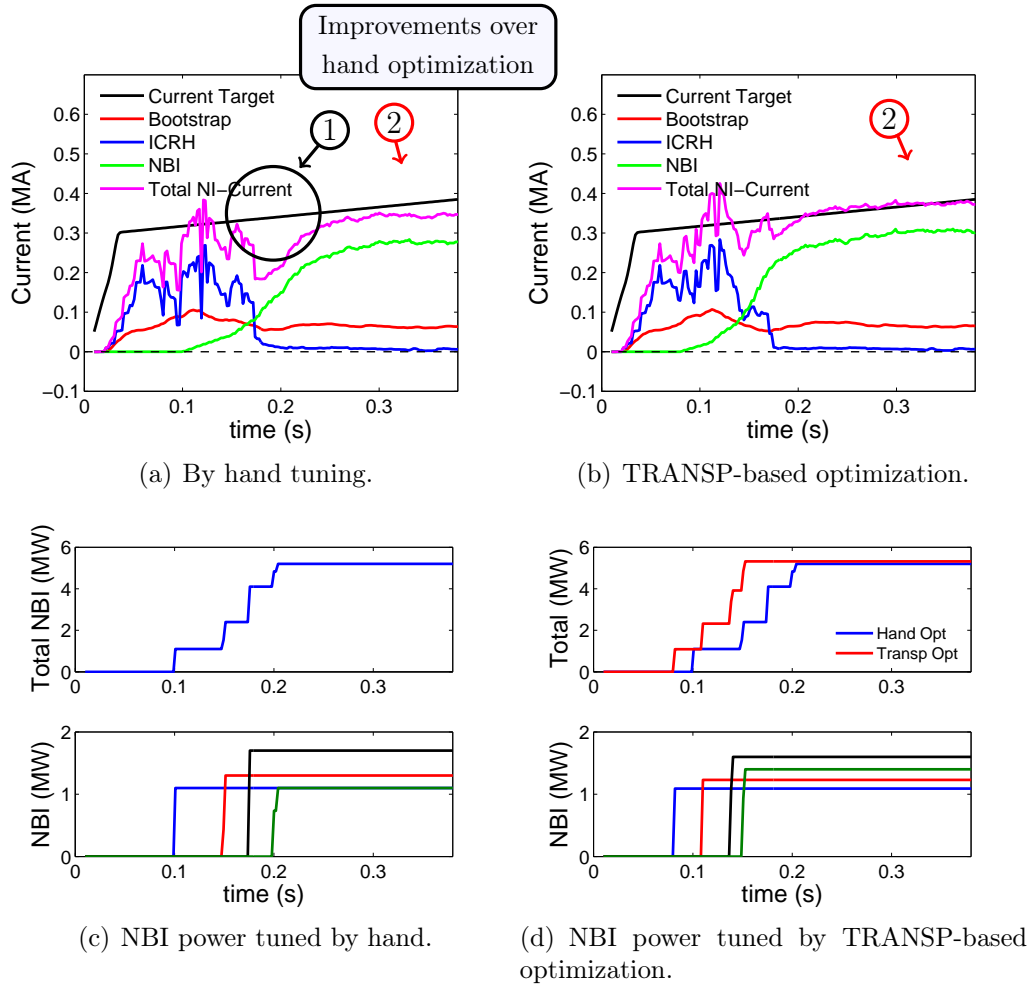 Improvements over
hand optimization
Current (MA)
0.6
0.5
0.4
0.3
0.2
0.1
0
−0.1
Current Target
Bootstrap
ICRH
NBI
Total NI−Current
1
2
0
0.1
0.2
0.3
time (s)
(a) By hand tuning.
Current (MA)
0.6
0.5
0.4
0.3
0.2
0.1
0
−0.1
Current Target
Bootstrap
ICRH
NBI
Total NI−Current
2
0
0.1
0.2
0.3
time (s)
(b) TRANSP-based optimization.
Total NBI (MW)
6
4
2
0
0
0.1
0.2
0.3
NBI (MW)
2
1
0
0
0.1
0.2
0.3
time (s)
(c) NBI power tuned by hand.
Total (MW)
6
4
2
0
Hand Opt
Transp Opt
0
0.1
0.2
0.3
NBI (MW)
2
1
0
0
0.1
0.2
0.3
time (s)
(d) NBI power tuned by TRANSP-based
optimization.